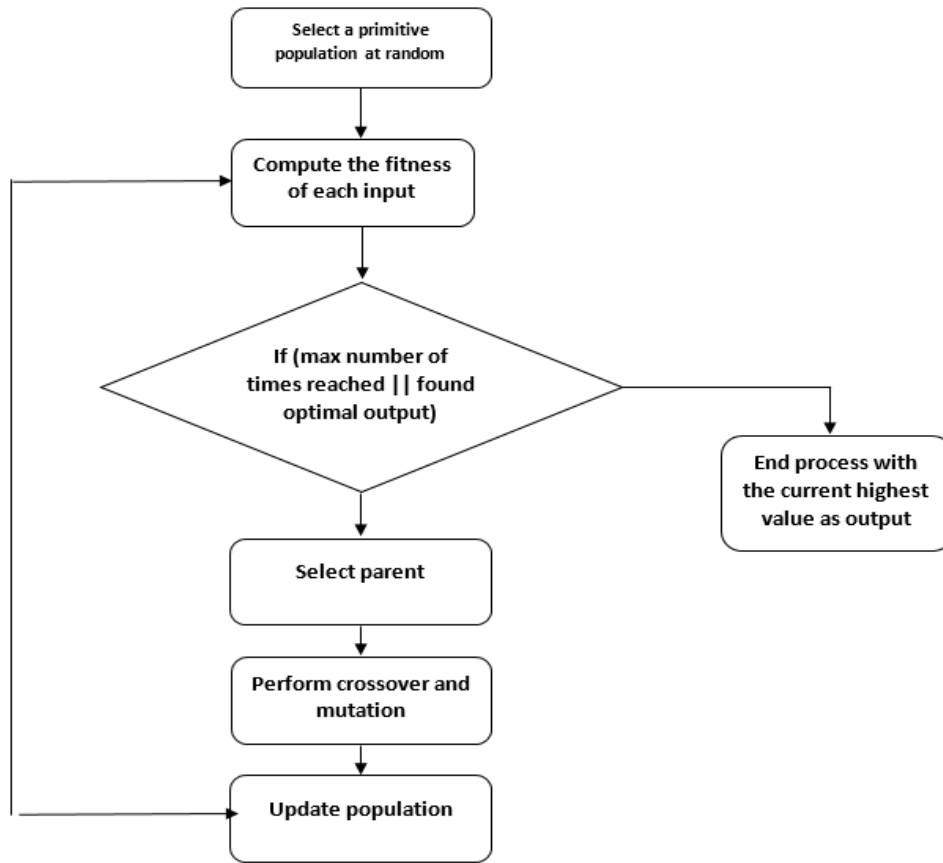 Select a primitive
population at random
Compute the fitness
of each input
If (max number of
times reached || found
optimal output)
End process with
the current highest
value as output
Select parent
Perform crossover and
mutation
Update population